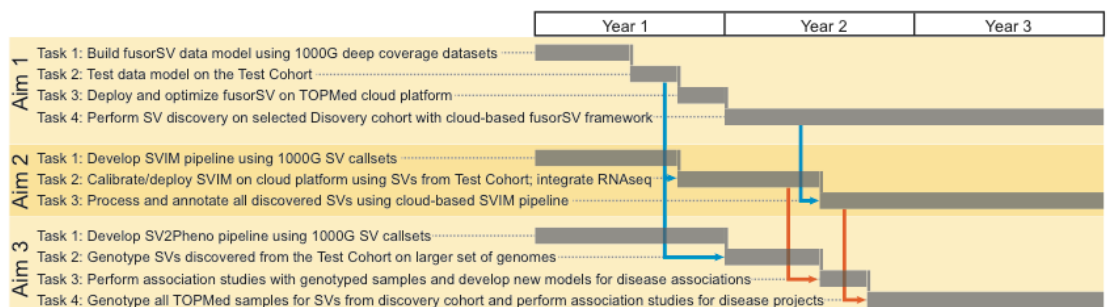 Year 1 Year 2 Year 3
Aim 1
Task 1: Build fusorSV data model using 1000G deep coverage datasets
Task 2: Test data model on the Test Cohort
Task 3: Deploy and optimize fusorSV on TOPMed cloud platform
Task 4: Perform SV discovery on selected Disovery cohort with cloud-based fusorSV framework
Aim 2
Task 1: Develop SVIM pipeline using 1000G SV callsets
Task 2: Calibrate/deploy SVIM on cloud platform using SVs from Test Cohort; integrate RNAseq
Task 3: Process and annotate all discovered SVs using cloud-based SVIM pipeline
Aim 3
Task 1: Develop SV2Pheno pipeline using 1000G SV callsets
Task 2: Genotype SVs discovered from the Test Cohort on larger set of genomes
Task 3: Perform association studies with genotyped samples and develop new models for disease associations
Task 4: Genotype all TOPMed samples for SVs from discovery cohort and perform association studies for disease projects